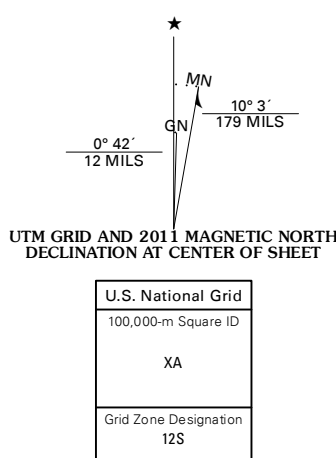 ★
MN
GN
10° 3´
179 MILS
0° 42´
12 MILS
UTM GRID AND 2011 MAGNETIC NORTH
DECLINATION AT CENTER OF SHEET
U.S. National Grid
100,000-m Square ID
XA
Grid Zone Designation
12S